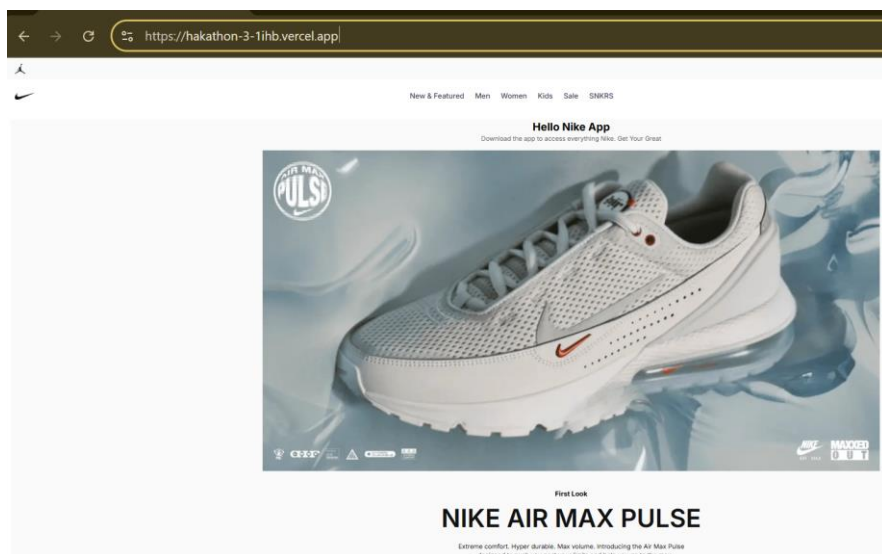 https://hakathon-3-1ihb.vercel.app
New & Featured Men Women Kids Sale SNKRS
Hello Nike App
Download the app to access everything Nike. Get Your Great
AIR MAX
PULSE
NIKE
MAXXED
OUT
First Look
NIKE AIR MAX PULSE
Extreme comfort. Hyper durable. Max volume. Introducing the Air Max Pulse